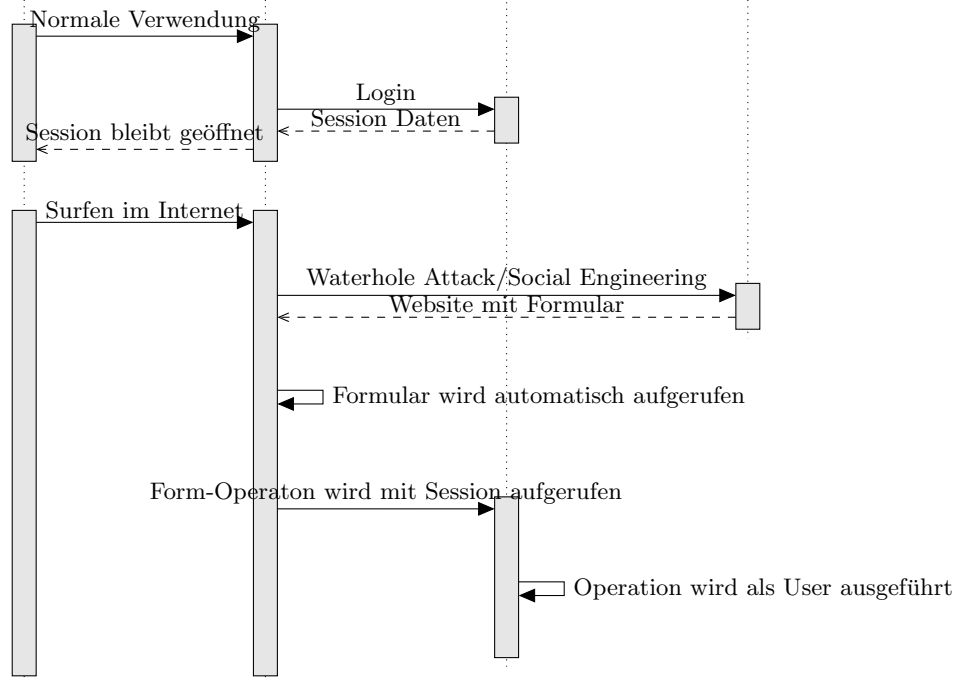 Normale Verwendung
Login
Session Daten
Session bleibt geöffnet
Surfen im Internet
Waterhole Attack/Social Engineering
Website mit Formular
Formular wird automatisch aufgerufen
Form-Operaton wird mit Session aufgerufen
Operation wird als User ausgeführt